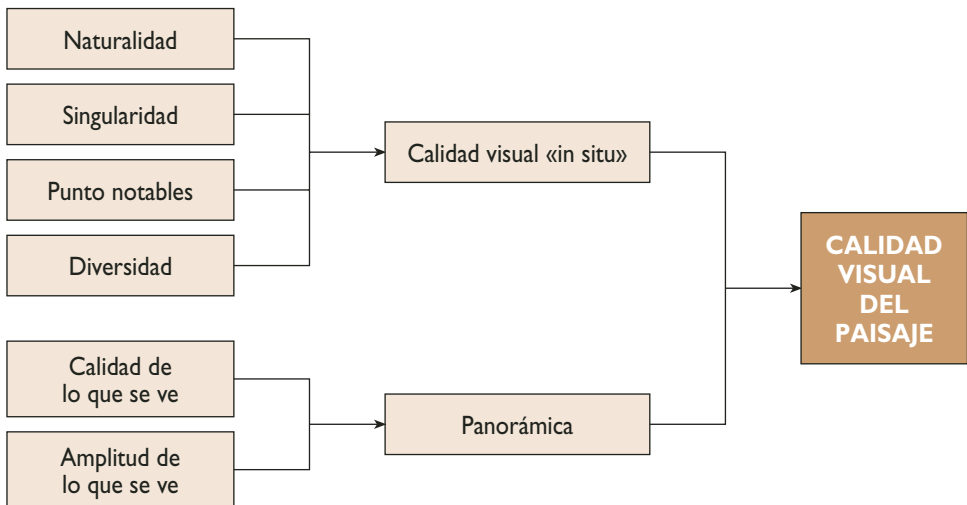 Naturalidad
Singularidad
Punto notables
Diversidad
Calidad visual «in situ»
Calidad de
lo que se ve
Amplitud de
lo que se ve
Panorámica
CALIDAD
VISUAL
DEL
PAISAJE